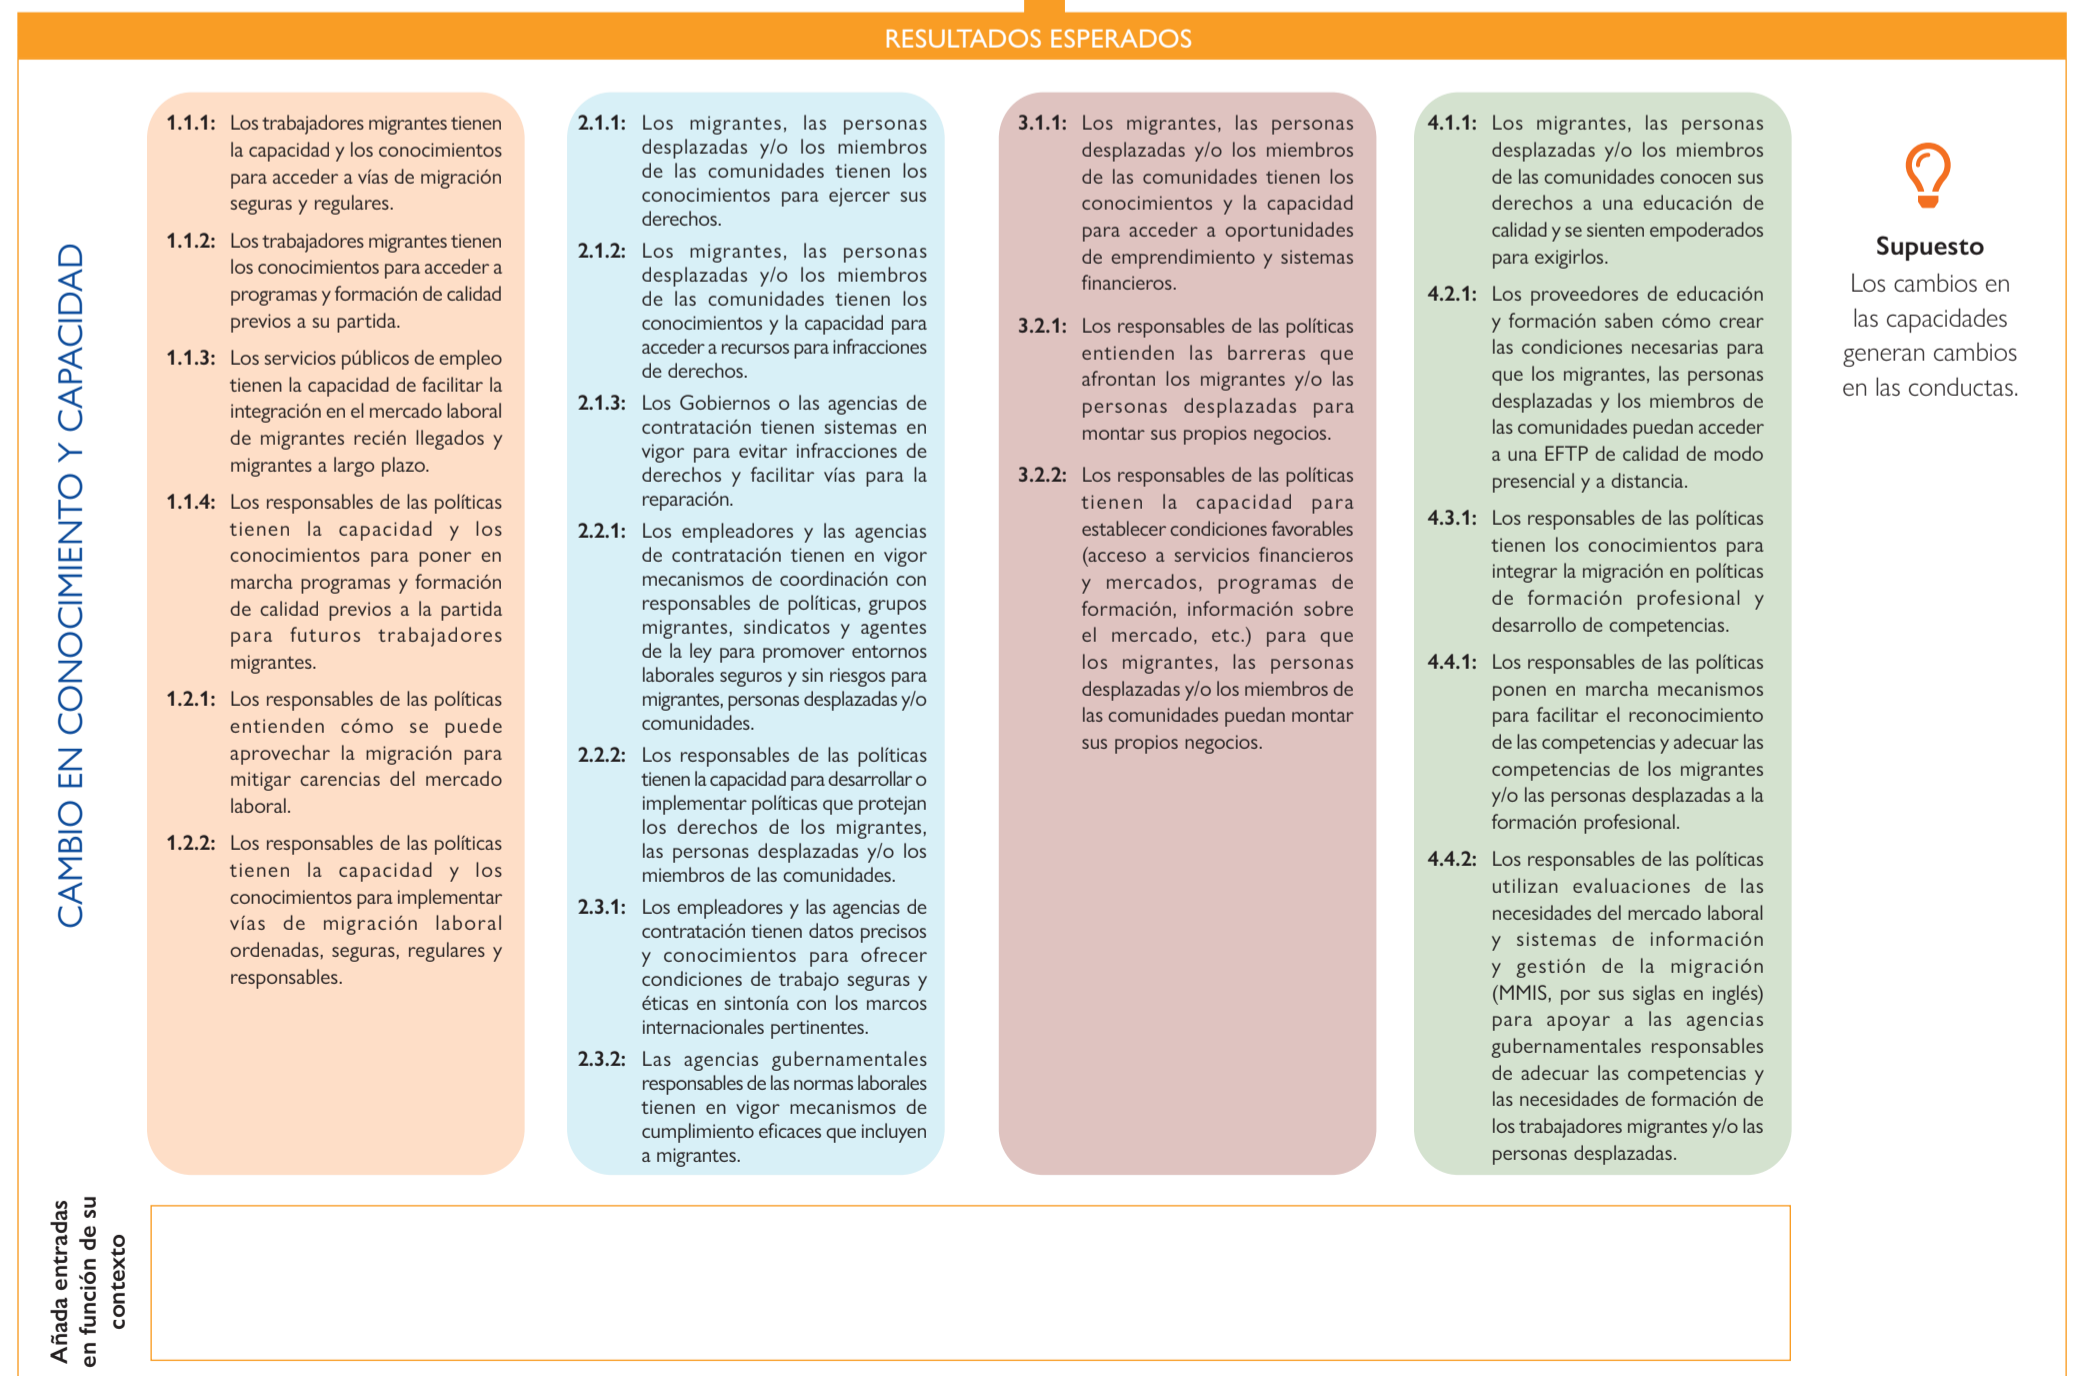 RESULTADOS ESPERADOS
CAMBIO EN CONOCIMIENTO Y CAPACIDAD
1.1.1: Los trabajadores migrantes tienen
la capacidad y los conocimientos
para acceder a vías de migración
seguras y regulares.
1.1.2: Los trabajadores migrantes tienen
los conocimientos para acceder a
programas y formación de calidad
previos a su partida.
1.1.3: Los servicios públicos de empleo
tienen la capacidad de facilitar la
integración en el mercado laboral
de migrantes recién llegados y
migrantes a largo plazo.
1.1.4: Los responsables de las políticas
tienen la capacidad y los
conocimientos para poner en
marcha programas y formación
de calidad previos a la partida
para futuros trabajadores
migrantes.
1.2.1: Los responsables de las políticas
entienden cómo se puede
aprovechar la migración para
mitigar carencias del mercado
laboral.
1.2.2: Los responsables de las políticas
tienen la capacidad y los
conocimientos para implementar
vías de migración laboral
ordenadas, seguras, regulares y
responsables.
2.1.1: Los migrantes, las personas
desplazadas y/o los miembros
de las comunidades tienen los
conocimientos para ejercer sus
derechos.
2.1.2: Los migrantes, las personas
desplazadas y/o los miembros
de las comunidades tienen los
conocimientos y la capacidad para
acceder a recursos para infracciones
de derechos.
2.1.3: Los Gobiernos o las agencias de
contratación tienen sistemas en
vigor para evitar infracciones de
derechos y facilitar vías para la
reparación.
2.2.1: Los empleadores y las agencias
de contratación tienen en vigor
mecanismos de coordinación con
responsables de políticas, grupos
migrantes, sindicatos y agentes
de la ley para promover entornos
laborales seguros y sin riesgos para
migrantes, personas desplazadas y/o
comunidades.
2.2.2: Los responsables de las políticas
tienen la capacidad para desarrollar o
implementar políticas que protejan
los derechos de los migrantes,
las personas desplazadas y/o los
miembros de las comunidades.
2.3.1: Los empleadores y las agencias de
contratación tienen datos precisos
y conocimientos para ofrecer
condiciones de trabajo seguras y
éticas en sintonía con los marcos
internacionales pertinentes.
2.3.2: Las agencias gubernamentales
responsables de las normas laborales
tienen en vigor mecanismos de
cumplimiento eficaces que incluyen
a migrantes.
3.1.1: Los migrantes, las personas
desplazadas y/o los miembros
de las comunidades tienen los
conocimientos y la capacidad
para acceder a oportunidades
de emprendimiento y sistemas
financieros.
3.2.1: Los responsables de las políticas
entienden las barreras que
afrontan los migrantes y/o las
personas desplazadas para
montar sus propios negocios.
3.2.2: Los responsables de las políticas
tienen la capacidad para
establecer condiciones favorables
(acceso a servicios financieros
y mercados, programas de
formación, información sobre
el mercado, etc.) para que
los migrantes, las personas
desplazadas y/o los miembros de
las comunidades puedan montar
sus propios negocios.
4.1.1: Los migrantes, las personas
desplazadas y/o los miembros
de las comunidades conocen sus
derechos a una educación de
calidad y se sienten empoderados
para exigirlos.
4.2.1: Los proveedores de educación
y formación saben cómo crear
las condiciones necesarias para
que los migrantes, las personas
desplazadas y los miembros de
las comunidades puedan acceder
a una EFTP de calidad de modo
presencial y a distancia.
4.3.1: Los responsables de las políticas
tienen los conocimientos para
integrar la migración en políticas
de formación profesional y
desarrollo de competencias.
4.4.1: Los responsables de las políticas
ponen en marcha mecanismos
para facilitar el reconocimiento
de las competencias y adecuar las
competencias de los migrantes
y/o las personas desplazadas a la
formación profesional.
4.4.2: Los responsables de las políticas
utilizan evaluaciones de las
necesidades del mercado laboral
y sistemas de información
y gestión de la migración
(MMIS, por sus siglas en inglés)
para apoyar a las agencias
gubernamentales responsables
de adecuar las competencias y
las necesidades de formación de
los trabajadores migrantes y/o las
personas desplazadas.
Supuesto
Los cambios en
las capacidades
generan cambios
en las conductas.
Añada entradas
en función de su
contexto